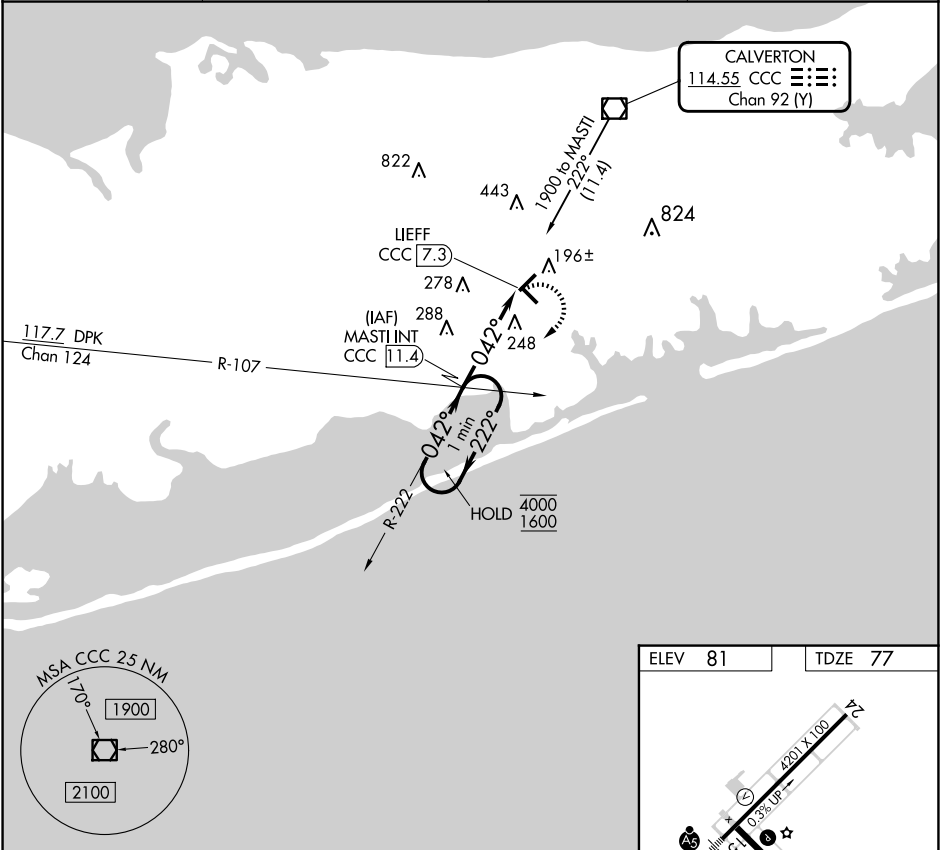 CALVERTON
114.55 CCC
Chan 92 (Y)
1900 to MASTI
222°
(11.4)
822
443
824
LIEFF
CCC 7.3
196±
278
(IAF)
MASTI INT
CCC 11.4
288
248
042°
117.7 DPK
Chan 124
R-107
042°
1 min
222°
R-222
HOLD 4000
1600
MSA CCC 25 NM
170°
1900
280°
2100
ELEV 81
TDZE 77
24
4201 X 100
0.3% UP
V
x
A5